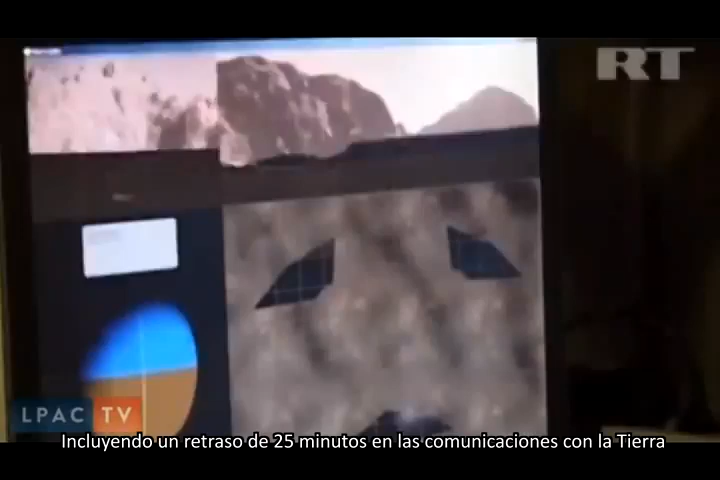 RT
LPAC TV
Incluyendo un retraso de 25 minutos en las comunicaciones con la Tierra